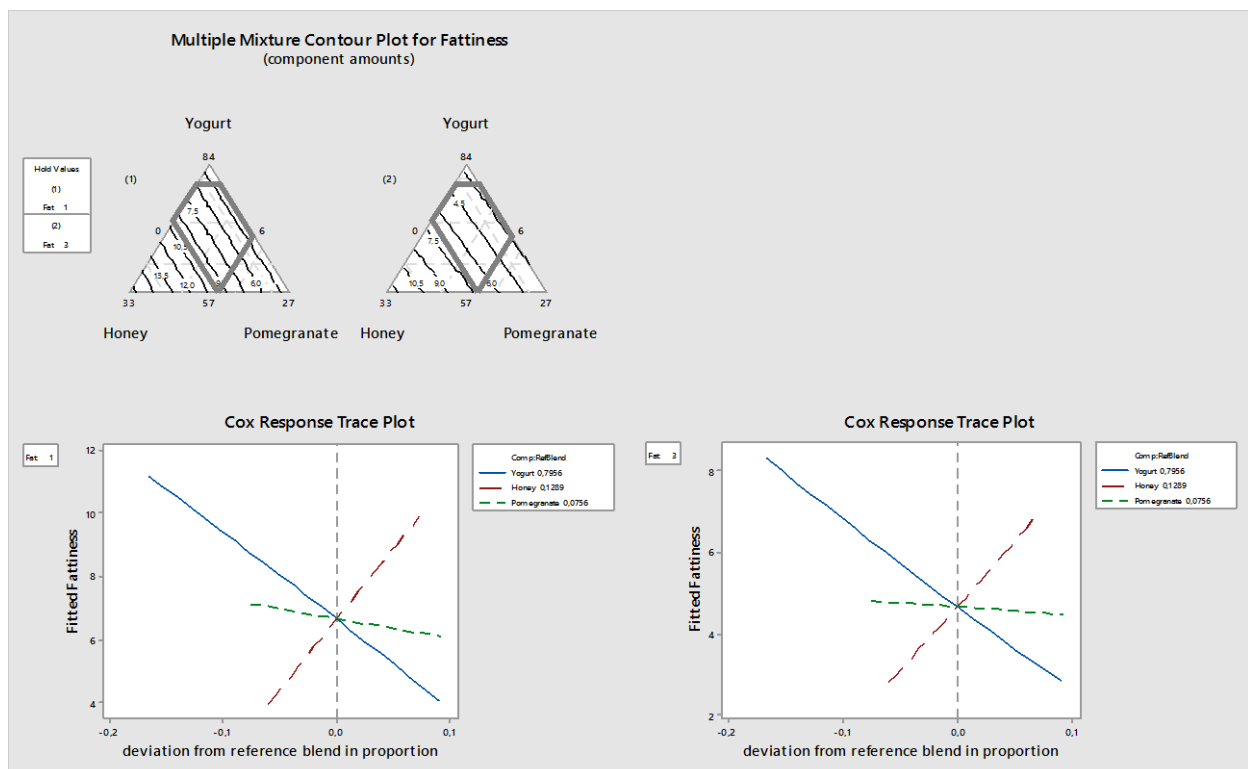 Multiple Mixture Contour Plot for Fattiness
(component amounts)
Hold Values
(1)
Fat 1
(2)
Fat 3
(1)
Yogurt
84
7,5
0
6
10,5
13,5
12,0
6,0
33
57
27
Honey
Pomegranate
(2)
Yogurt
84
4,5
0
6
7,5
10,5
9,0
6,0
33
57
27
Honey
Pomegranate
Cox Response Trace Plot
Fat 1
Comp:RefBlend
Yogurt 0,7956
Honey 0,1289
Pomegranate 0,0756
Fitted Fattiness
12
10
8
6
4
-0,2
-0,1
0,0
0,1
deviation from reference blend in proportion
Cox Response Trace Plot
Fat 3
Comp:RefBlend
Yogurt 0,7956
Honey 0,1289
Pomegranate 0,0756
Fitted Fattiness
8
6
4
2
-0,2
-0,1
0,0
0,1
deviation from reference blend in proportion